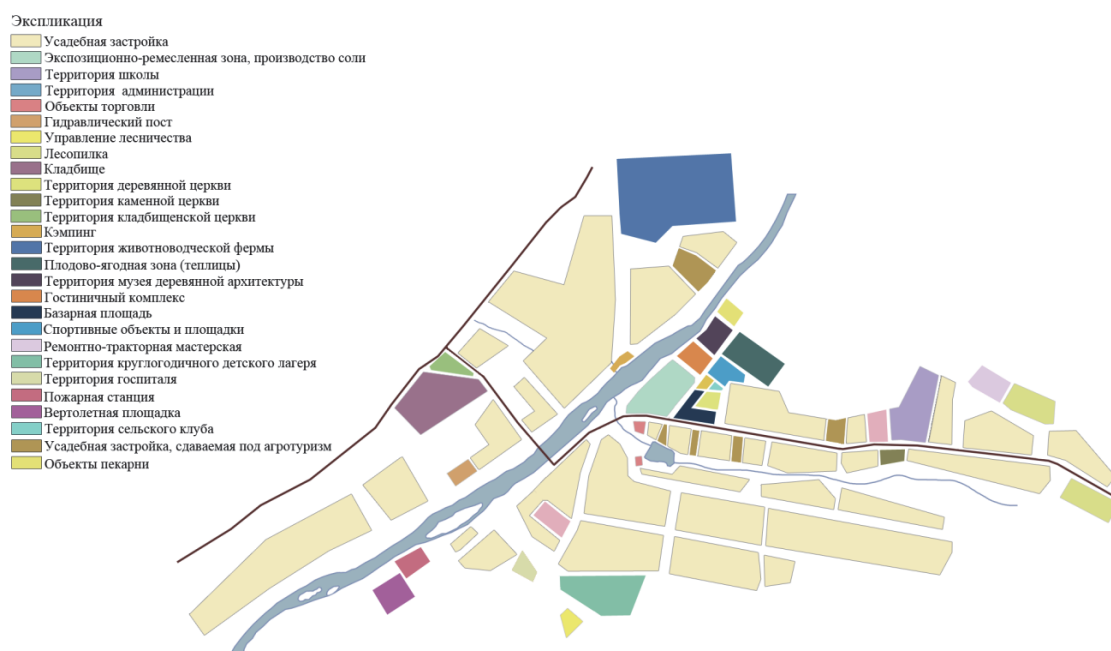 Экспликация
Усадебная застройка
Экспозиционно-ремесленная зона, производство соли
Территория школы
Территория администрации
Объекты торговли
Гидравлический пост
Управление лесничества
Лесопилка
Кладбище
Территория деревянной церкви
Территория каменной церкви
Территория кладбищенской церкви
Кэмпинг
Территория животноводческой фермы
Плодово-ягодная зона (теплицы)
Территория музея деревянной архитектуры
Гостиничный комплекс
Базарная площадь
Спортивные объекты и площадки
Ремонтно-тракторная мастерская
Территория круглогодичного детского лагеря
Территория госпиталя
Пожарная станция
Вертолетная площадка
Территория сельского клуба
Усадебная застройка, сдаваемая под агротуризм
Объекты пекарни